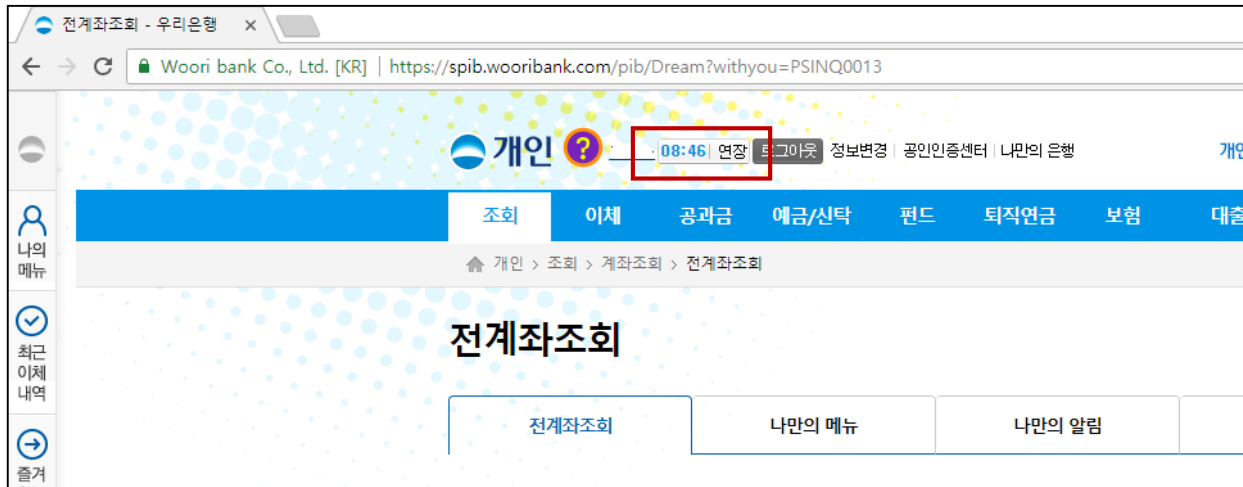 전계좌조회 - 우리은행
Woori bank Co., Ltd. [KR] | https://spib.wooribank.com/pib/Dream?withyou=PSINQ0013
개인 ? 08:46 | 연장 로그아웃 정보변경 | 공인인증센터 | 나만의 은행
조회 이체 공과금 예금/신탁 펀드 퇴직연금 보험
개인 > 조회 > 계좌조회 > 전계좌조회
전계좌조회
전계좌조회 나만의 메뉴 나만의 알림
나의
메뉴
최근
이체
내역
즐겨